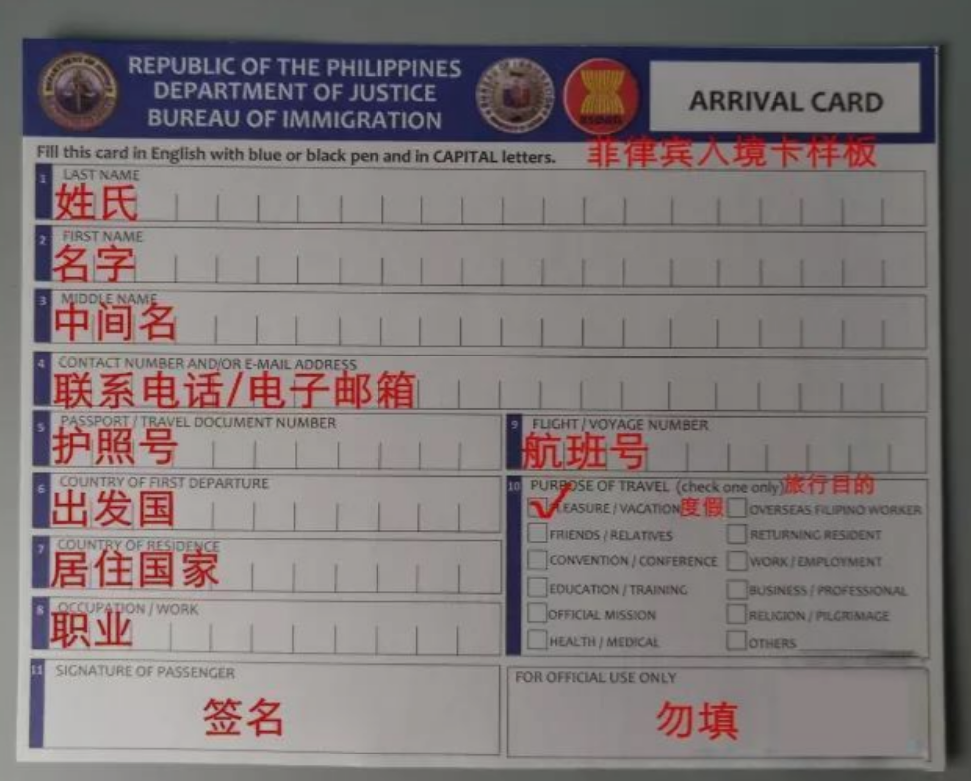 REPUBLIC OF THE PHILIPPINES
DEPARTMENT OF JUSTICE
BUREAU OF IMMIGRATION
ARRIVAL CARD
Fill this card in English with blue or black pen and in CAPITAL letters.
菲律宾入境卡样板
1 LAST NAME
姓氏
2 FIRST NAME
名字
3 MIDDLE NAME
中间名
4 CONTACT NUMBER AND/OR E-MAIL ADDRESS
联系电话/电子邮箱
5 PASSPORT / TRAVEL DOCUMENT NUMBER
护照号
6 COUNTRY OF FIRST DEPARTURE
出发国
7 COUNTRY OF RESIDENCE
居住国家
8 OCCUPATION / WORK
职业
9 FLIGHT / VOYAGE NUMBER
航班号
10 PURPOSE OF TRAVEL (check one only) 旅行目的
PLEASURE / VACATION 度假
OVERSEAS FILIPINO WORKER
FRIENDS / RELATIVES
RETURNING RESIDENT
CONVENTION / CONFERENCE
WORK / EMPLOYMENT
EDUCATION / TRAINING
BUSINESS / PROFESSIONAL
OFFICIAL MISSION
RELIGION / PILGRIMAGE
HEALTH / MEDICAL
OTHERS
11 SIGNATURE OF PASSENGER
签名
FOR OFFICIAL USE ONLY
勿填